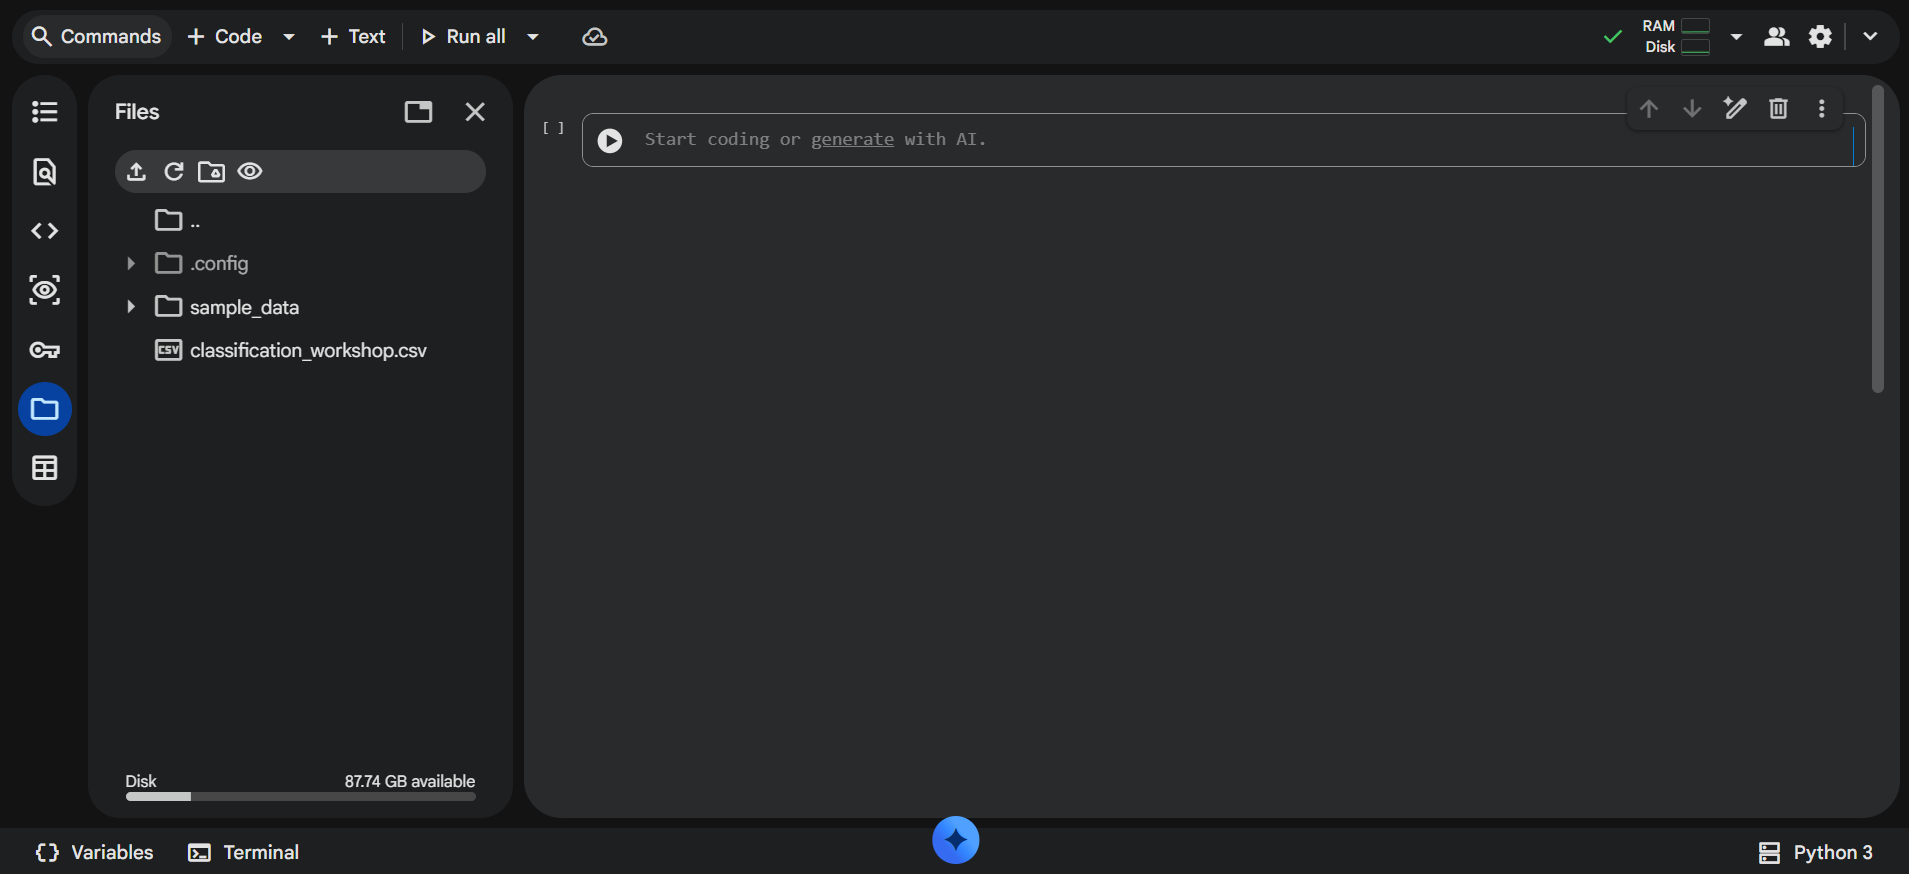 Commands
Code
Text
Run all
RAM
Disk
Files
..
.config
sample_data
CSV classification_workshop.csv
Disk 87.74 GB available
[ ] Start coding or generate with AI.
{} Variables
Terminal
Python 3